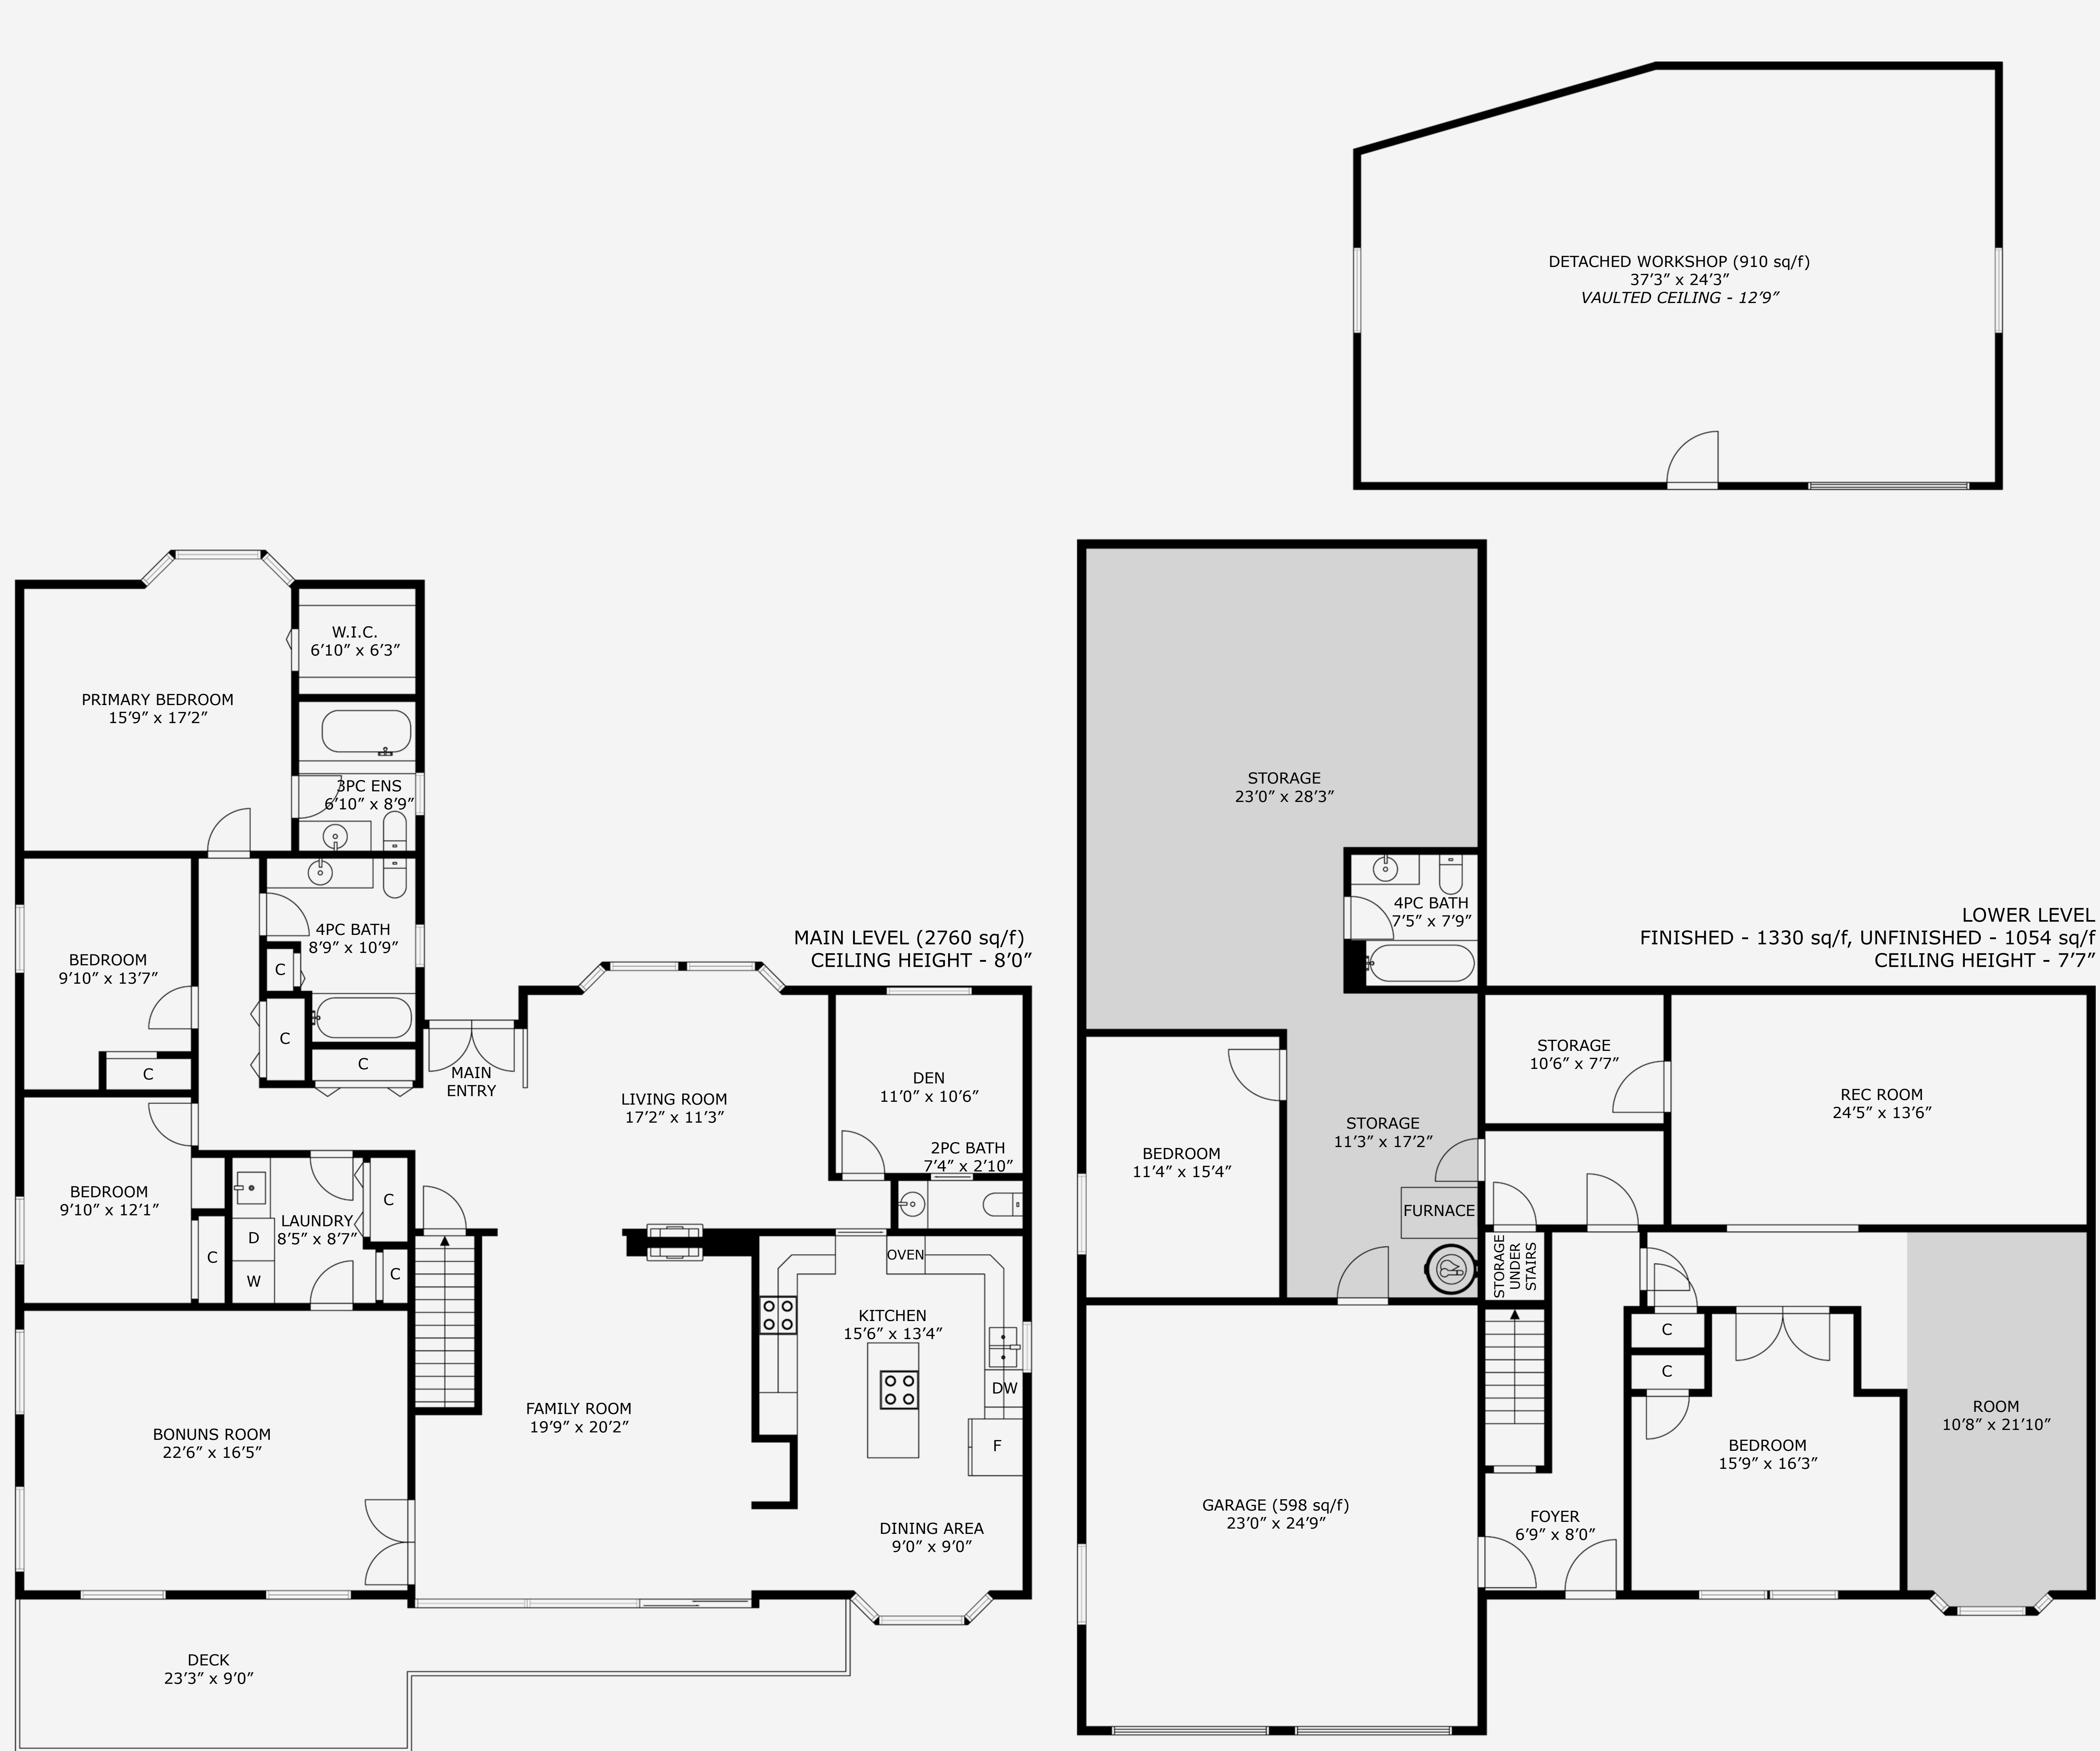 DETACHED WORKSHOP (910 sq/f)
37’3” x 24’3”
VAULTED CEILING - 12’9”
W.I.C.
6’10” x 6’3”
PRIMARY BEDROOM
15’9” x 17’2”
3PC ENS
6’10” x 8’9”
4PC BATH
8’9” x 10’9”
BEDROOM
9’10” x 13’7”
C
C
C
C
MAIN
ENTRY
MAIN LEVEL (2760 sq/f)
CEILING HEIGHT - 8’0”
LIVING ROOM
17’2” x 11’3”
DEN
11’0” x 10’6”
2PC BATH
7’4” x 2’10”
BEDROOM
9’10” x 12’1”
C
LAUNDRY
8’5” x 8’7”
D
W
C
C
OVEN
KITCHEN
15’6” x 13’4”
DW
F
FAMILY ROOM
19’9” x 20’2”
BONUNS ROOM
22’6” x 16’5”
DINING AREA
9’0” x 9’0”
DECK
23’3” x 9’0”
STORAGE
23’0” x 28’3”
4PC BATH
7’5” x 7’9”
LOWER LEVEL
FINISHED - 1330 sq/f, UNFINISHED - 1054 sq/f
CEILING HEIGHT - 7’7”
STORAGE
10’6” x 7’7”
REC ROOM
24’5” x 13’6”
STORAGE
11’3” x 17’2”
BEDROOM
11’4” x 15’4”
FURNACE
STORAGE
UNDER
STAIRS
C
C
ROOM
10’8” x 21’10”
BEDROOM
15’9” x 16’3”
GARAGE (598 sq/f)
23’0” x 24’9”
FOYER
6’9” x 8’0”